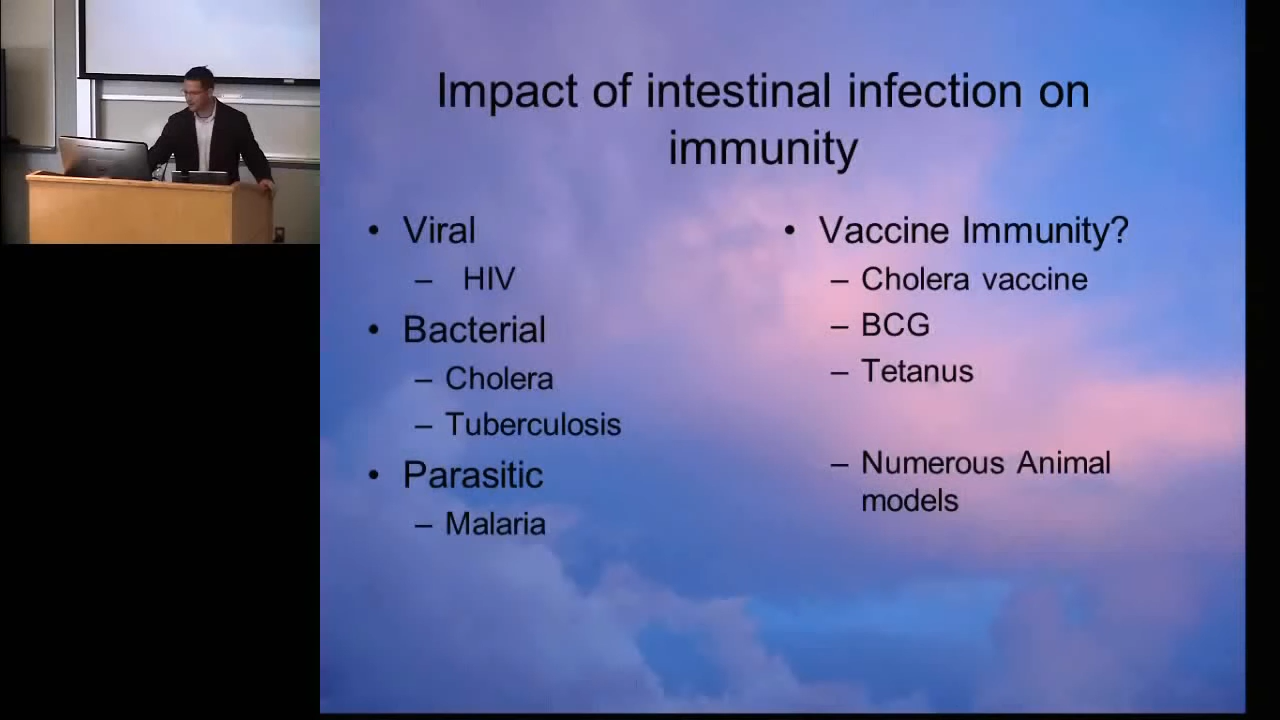 Impact of intestinal infection on
immunity
• Viral
– HIV
• Bacterial
– Cholera
– Tuberculosis
• Parasitic
– Malaria
• Vaccine Immunity?
– Cholera vaccine
– BCG
– Tetanus
– Numerous Animal
models